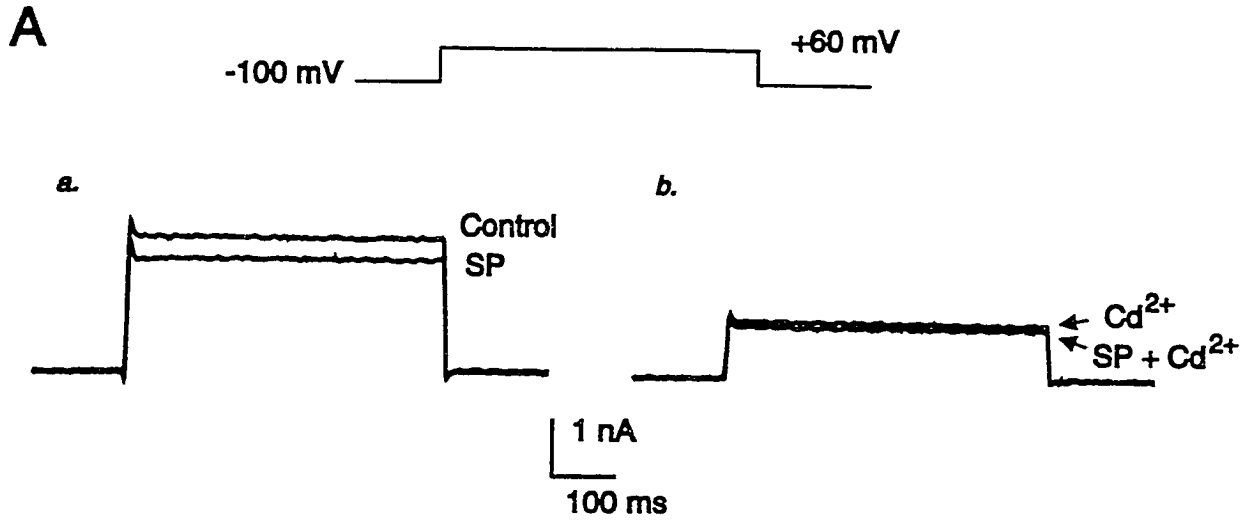 A
-100 mV
+60 mV
a.
b.
Control
SP
Cd²⁺
SP + Cd²⁺
1 nA
100 ms